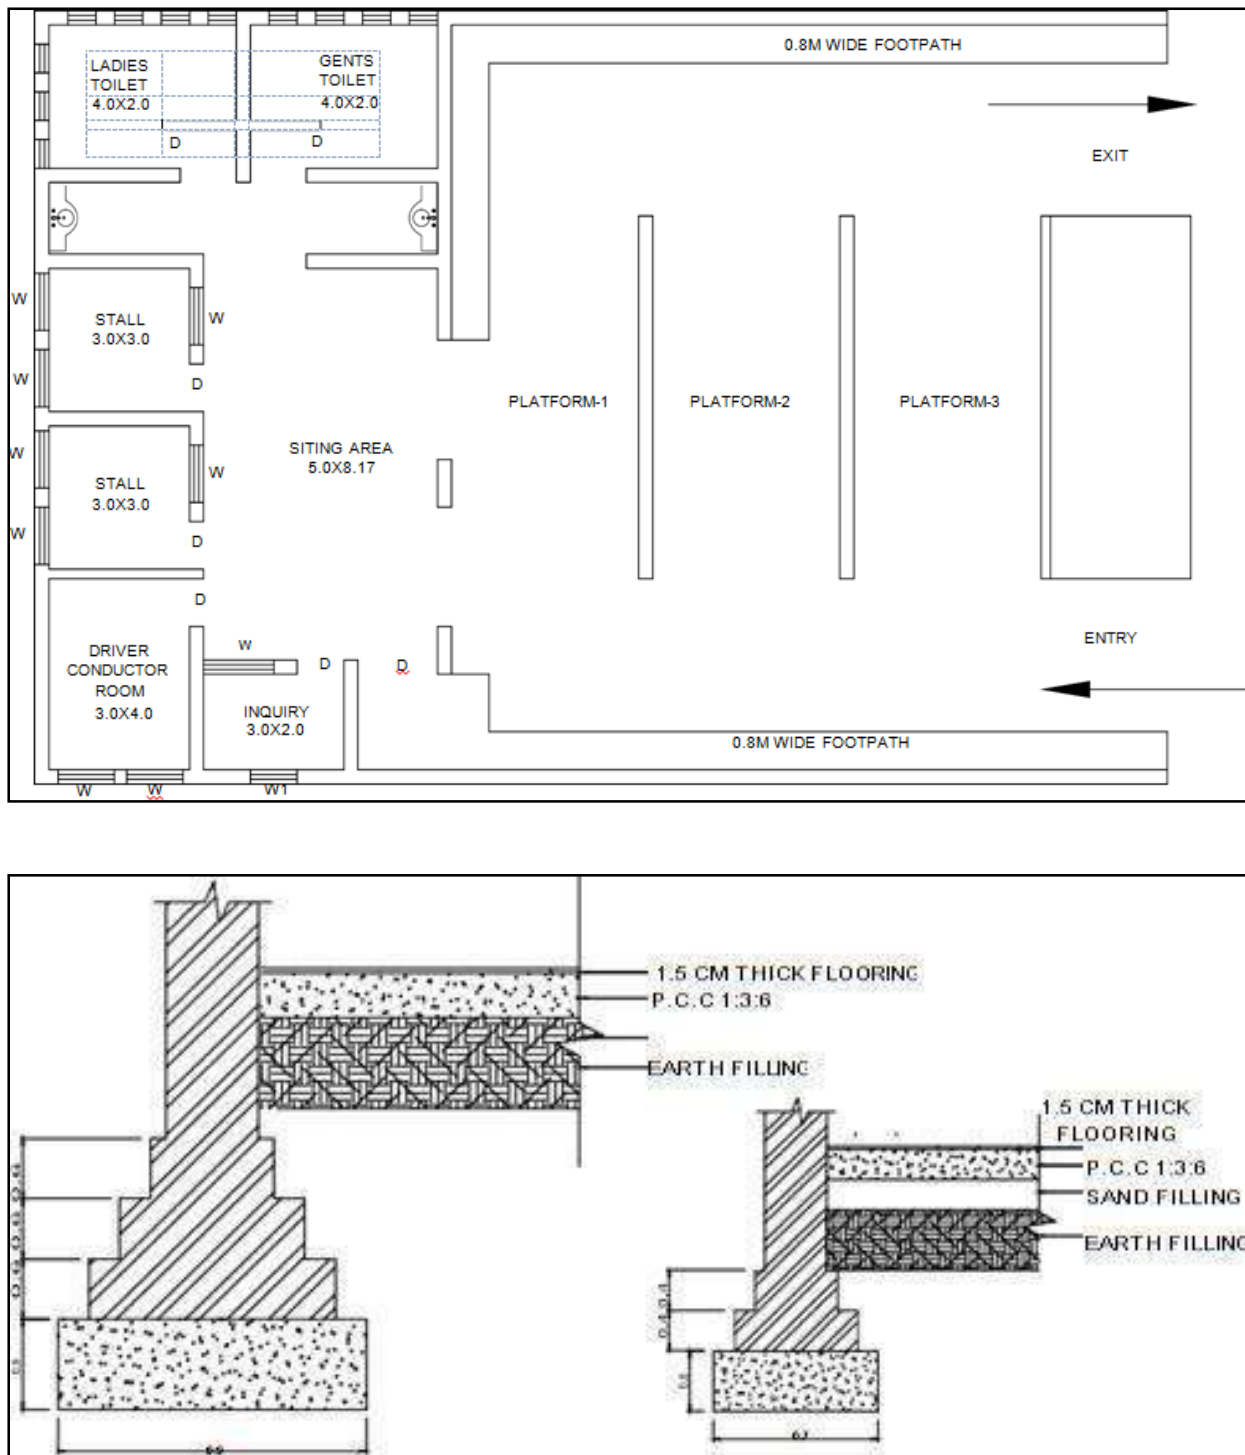 0.8M WIDE FOOTPATH
LADIES
TOILET
4.0X2.0
GENTS
TOILET
4.0X2.0
D
D
EXIT
W
STALL
3.0X3.0
W
W
D
PLATFORM-1
PLATFORM-2
PLATFORM-3
SITING AREA
5.0X8.17
W
W
STALL
3.0X3.0
W
D
D
DRIVER
CONDUCTOR
ROOM
3.0X4.0
W
D
D
ENTRY
INQUIRY
3.0X2.0
0.8M WIDE FOOTPATH
W
W
W1
1.5 CM THICK FLOORING
P.C.C 1:3:6
EARTH FILLING
1.5 CM THICK
FLOORING
P.C.C 1:3:6
SAND FILLING
EARTH FILLING